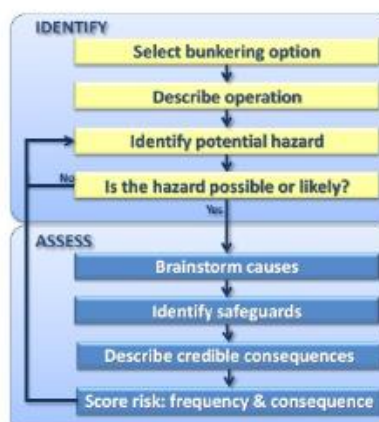 IDENTIFY
Select bunkering option
Describe operation
Identify potential hazard
No
Is the hazard possible or likely?
Yes
ASSESS
Brainstorm causes
Identify safeguards
Describe credible consequences
Score risk: frequency & consequence